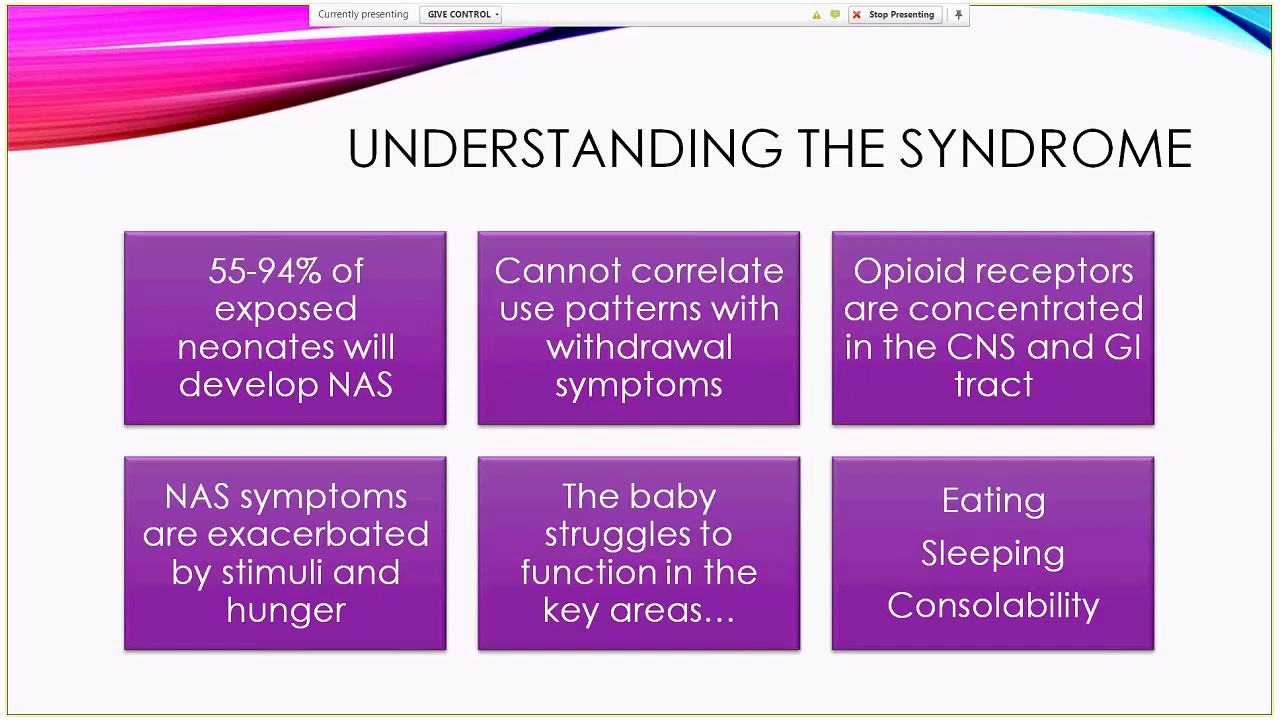 Currently presenting
GIVE CONTROL
Stop Presenting
UNDERSTANDING THE SYNDROME
55-94% of
exposed
neonates will
develop NAS
Cannot correlate
use patterns with
withdrawal
symptoms
Opioid receptors
are concentrated
in the CNS and GI
tract
NAS symptoms
are exacerbated
by stimuli and
hunger
The baby
struggles to
function in the
key areas…
Eating
Sleeping
Consolability